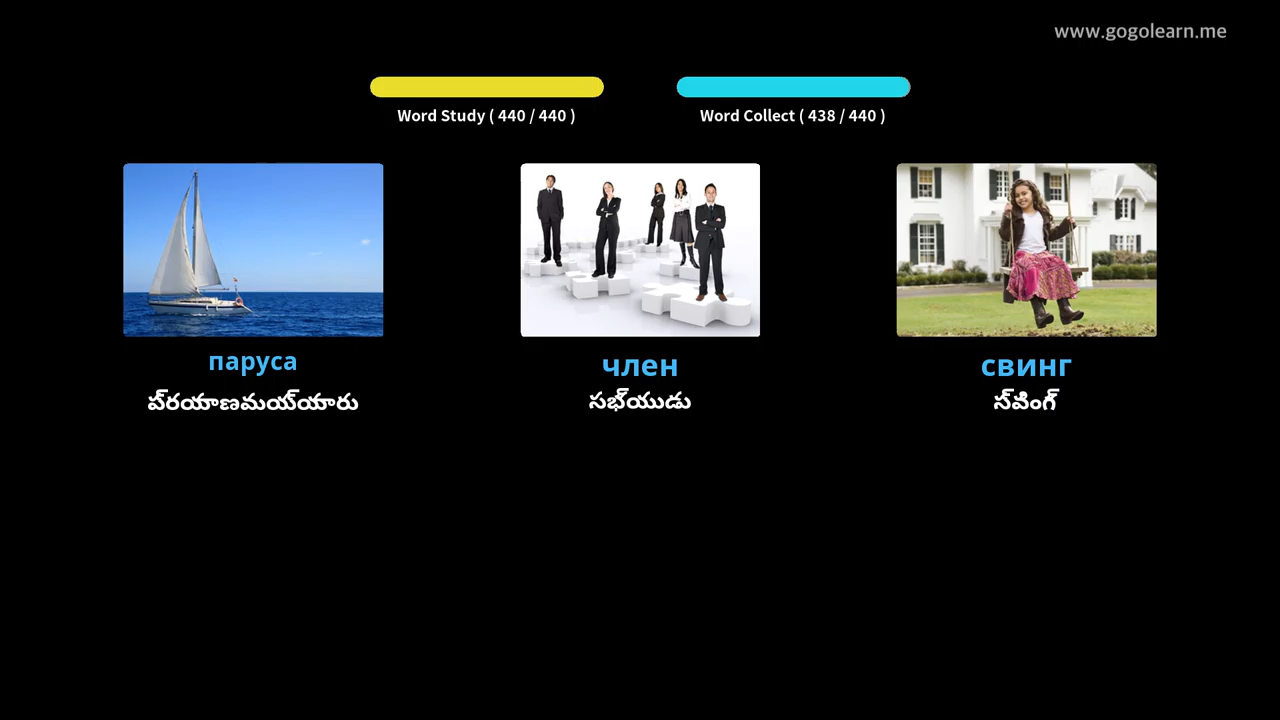 www.gogolearn.me
Word Study ( 440 / 440 )
Word Collect ( 438 / 440 )
паруса
член
свинг
ప్‌రయాణమయ్‌యారు
సభ్‌యుడు
స్‌వింగ్